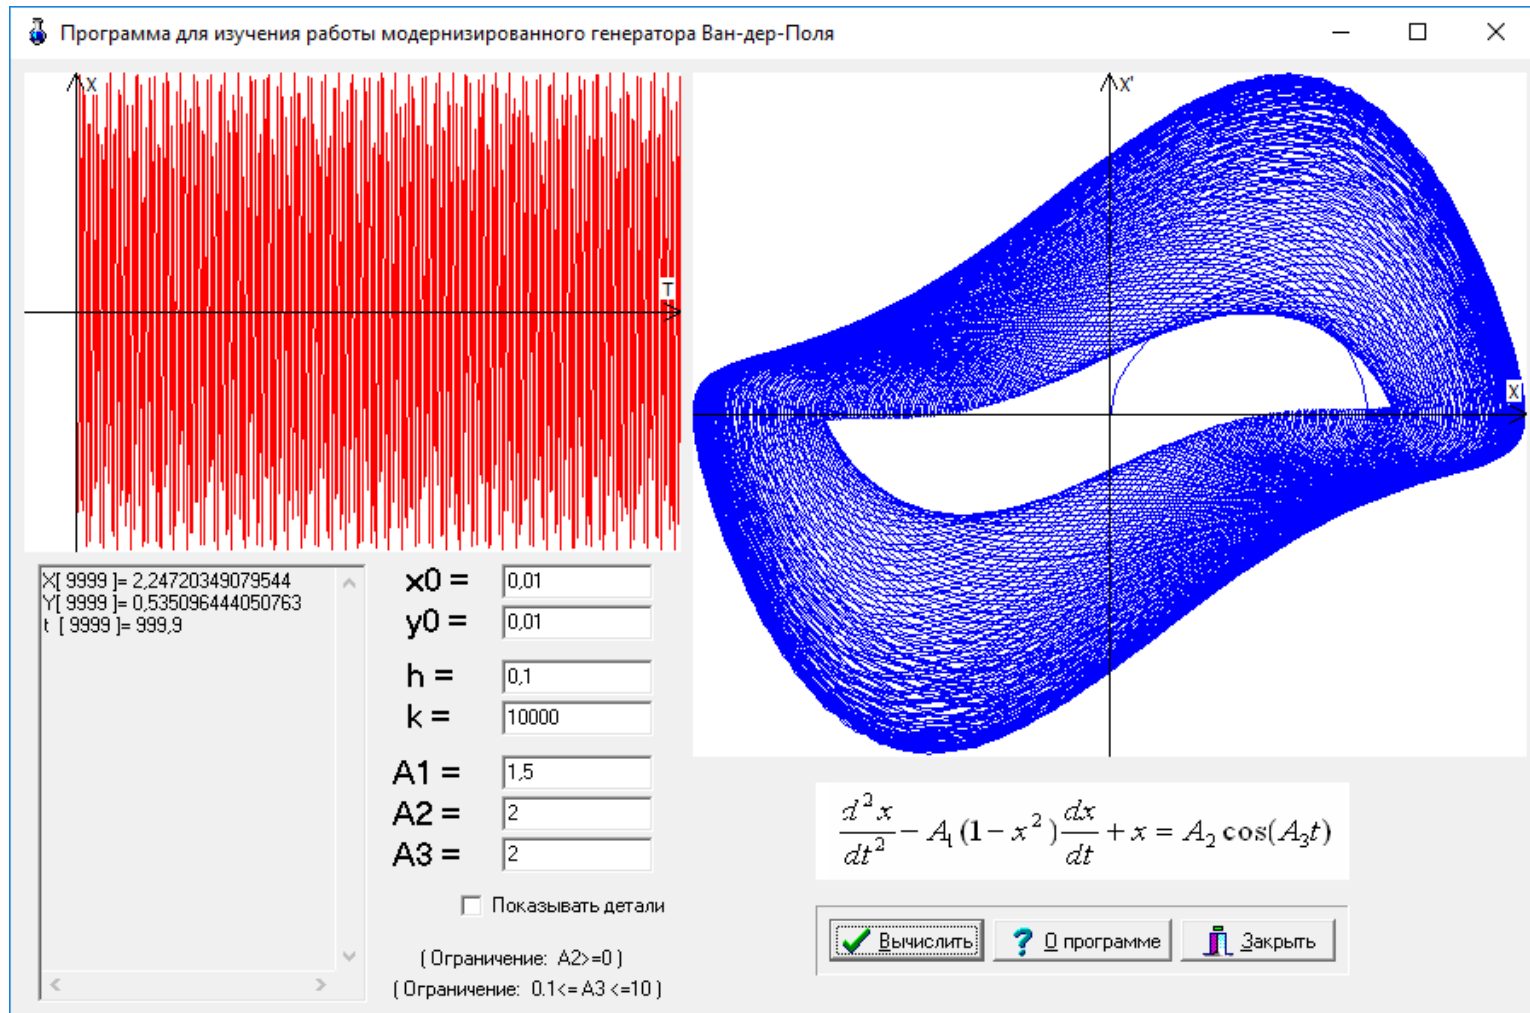 Программа для изучения работы модернизированного генератора Ван-дер-Поля
X
T
X'
X
X[ 9999 ]= 2,24720349079544
Y[ 9999 ]= 0,535096444050763
t [ 9999 ]= 999,9
x0 = 0,01
y0 = 0,01
h = 0,1
k = 10000
A1 = 1,5
A2 = 2
A3 = 2
Показывать детали
( Ограничение: A2>=0 )
( Ограничение: 0.1<= A3 <=10 )
d²x/dt² − A₁(1−x²)dx/dt + x = A₂cos(A₃t)
Вычислить
О программе
Закрыть